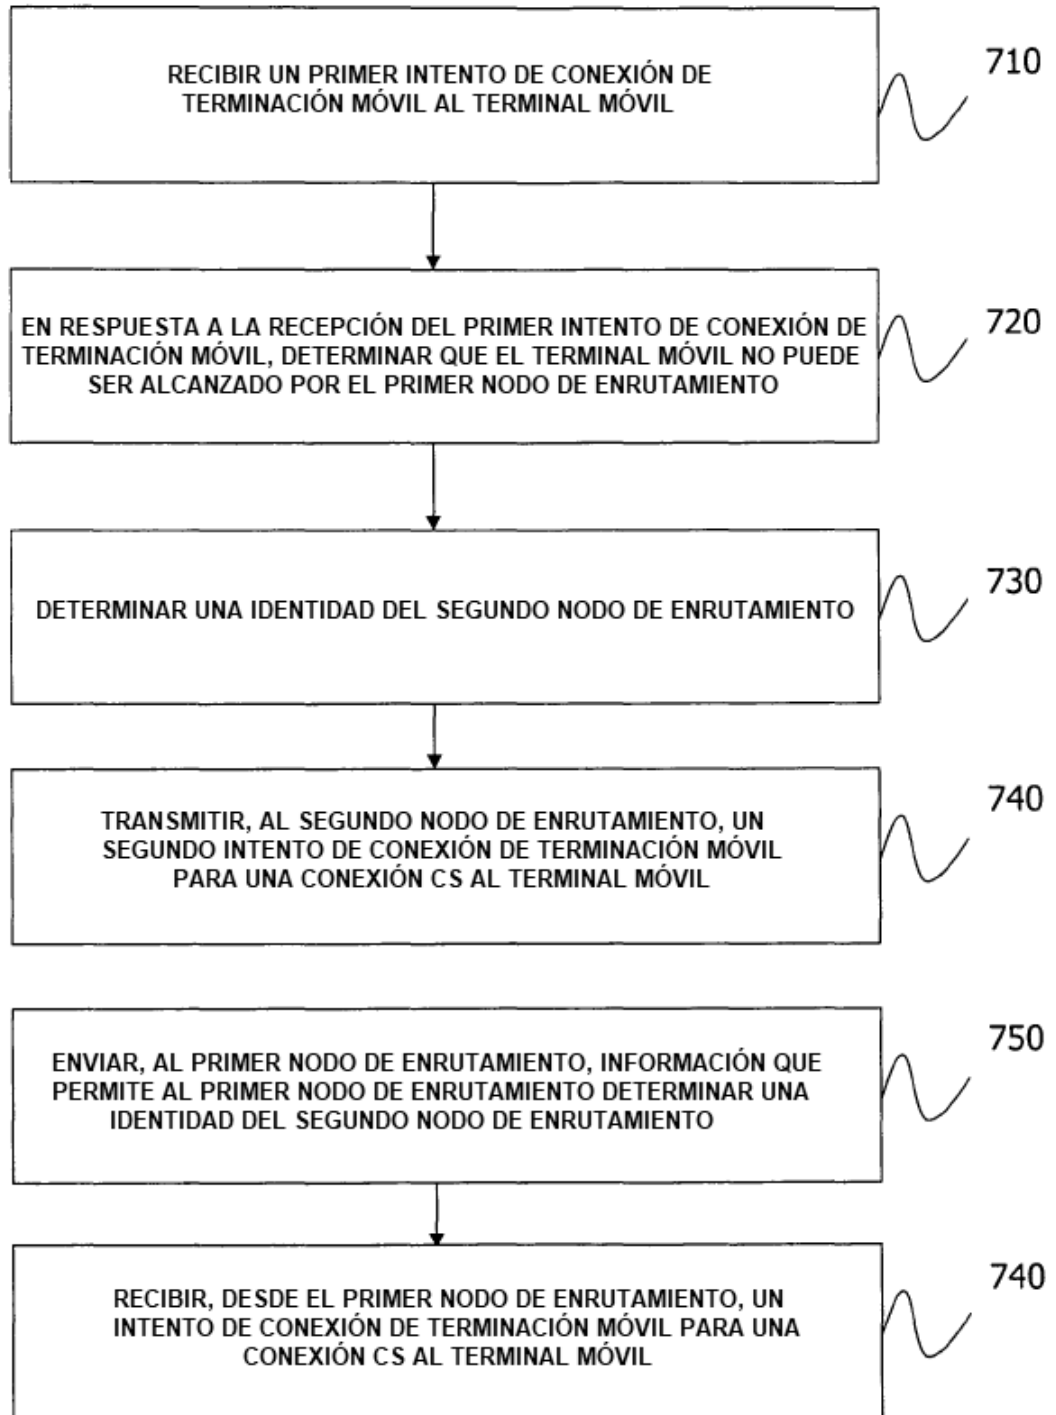 710
RECIBIR UN PRIMER INTENTO DE CONEXIÓN DE
TERMINACIÓN MÓVIL AL TERMINAL MÓVIL
720
EN RESPUESTA A LA RECEPCIÓN DEL PRIMER INTENTO DE CONEXIÓN DE
TERMINACIÓN MÓVIL, DETERMINAR QUE EL TERMINAL MÓVIL NO PUEDE
SER ALCANZADO POR EL PRIMER NODO DE ENRUTAMIENTO
730
DETERMINAR UNA IDENTIDAD DEL SEGUNDO NODO DE ENRUTAMIENTO
740
TRANSMITIR, AL SEGUNDO NODO DE ENRUTAMIENTO, UN
SEGUNDO INTENTO DE CONEXIÓN DE TERMINACIÓN MÓVIL
PARA UNA CONEXIÓN CS AL TERMINAL MÓVIL
750
ENVIAR, AL PRIMER NODO DE ENRUTAMIENTO, INFORMACIÓN QUE
PERMITE AL PRIMER NODO DE ENRUTAMIENTO DETERMINAR UNA
IDENTIDAD DEL SEGUNDO NODO DE ENRUTAMIENTO
740
RECIBIR, DESDE EL PRIMER NODO DE ENRUTAMIENTO, UN
INTENTO DE CONEXIÓN DE TERMINACIÓN MÓVIL PARA UNA
CONEXIÓN CS AL TERMINAL MÓVIL